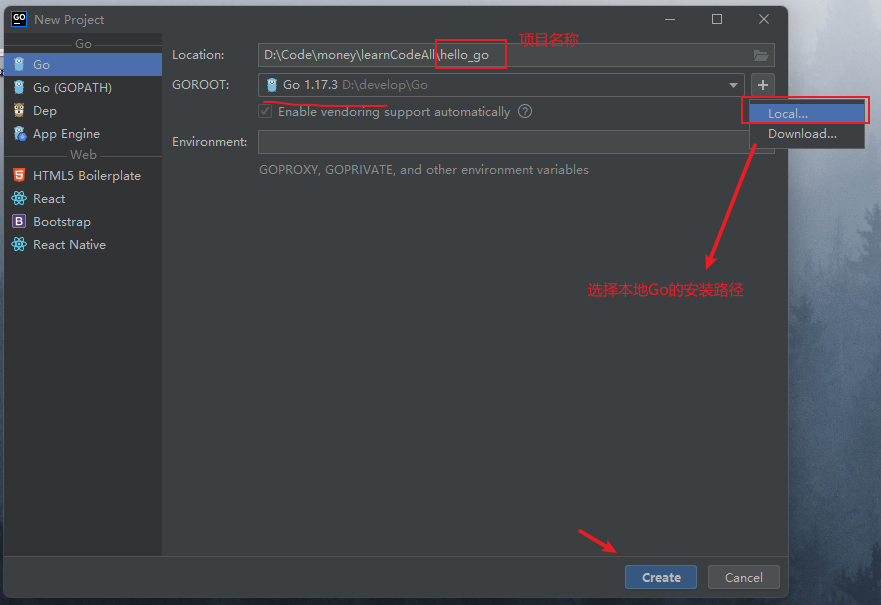 GO New Project
Go
Go
Go (GOPATH)
Dep
App Engine
Web
HTML5 Boilerplate
React
B Bootstrap
React Native
Location: D:\Code\money\learnCodeAll\hello_go
项目名称
GOROOT: Go 1.17.3 D:\develop\Go
Enable vendoring support automatically ?
Local...
Download...
Environment:
GOPROXY, GOPRIVATE, and other environment variables
选择本地Go的安装路径
Create Cancel